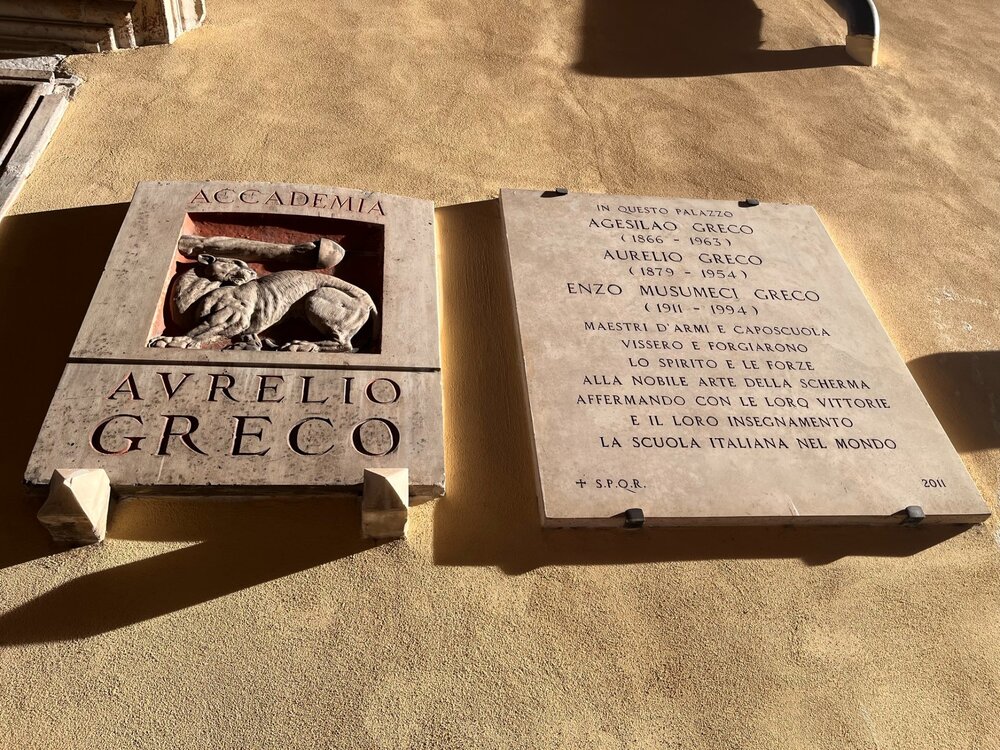 ACCADEMIA
AVRELIO
GRECO
IN QUESTO PALAZZO
AGESILAO GRECO
(1866 - 1963)
AURELIO GRECO
(1879 - 1954)
ENZO MUSUMECI GRECO
(1911 - 1994)
MAESTRI D'ARMI E CAPOSCUOLA
VISSERO E FORGIARONO
LO SPIRITO E LE FORZE
ALLA NOBILE ARTE DELLA SCHERMA
AFFERMANDO CON LE LORO VITTORIE
E IL LORO INSEGNAMENTO
LA SCUOLA ITALIANA NEL MONDO
+ S.P.Q.R. 2011